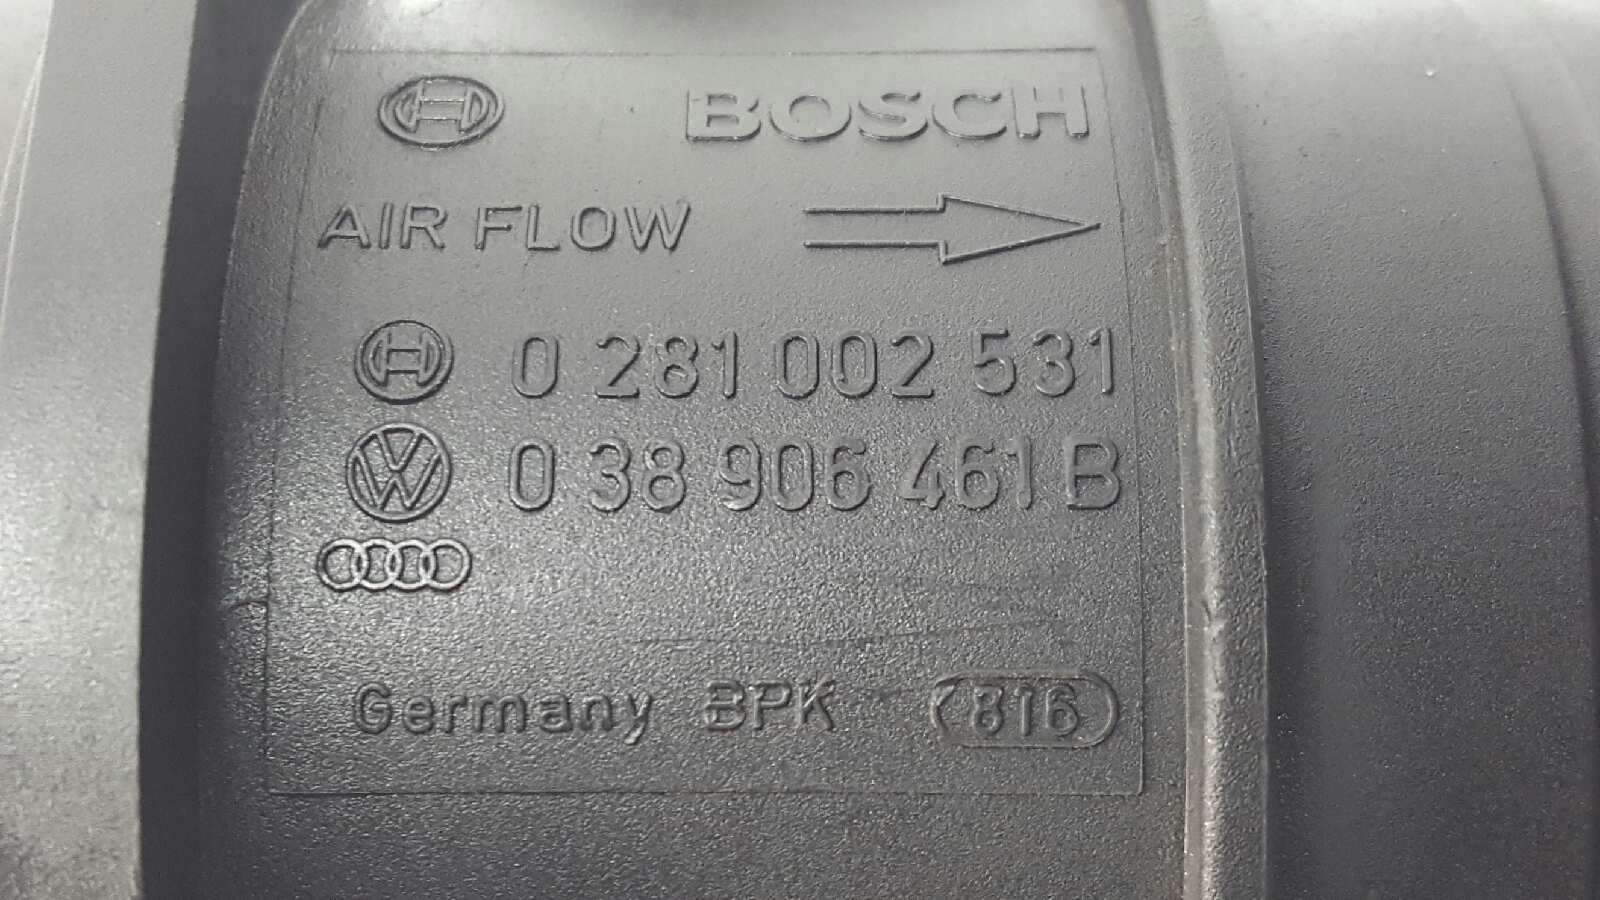 BOSCH
AIR FLOW
0 281 002 531
0 38 906 461 B
Germany BPK 816